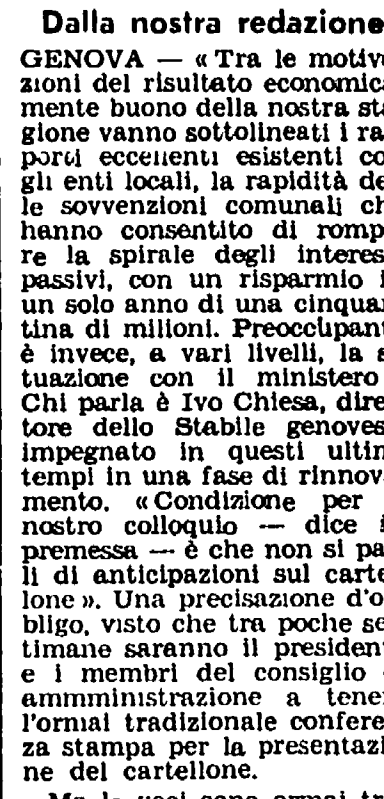 Dalla nostra redazione
GENOVA — « Tra le motiv
zioni del risultato economic
mente buono della nostra sta
gione vanno sottolineati i ra
porti eccellenti esistenti co
gli enti locali, la rapidità de
le sovvenzioni comunali ch
hanno consentito di romp
re la spirale degli interes
passivi, con un risparmio i
un solo anno di una cinquan
tina di milioni. Preoccupant
è invece, a vari livelli, la s
tuazione con il ministero
Chi parla è Ivo Chiesa, dire
tore dello Stabile genoves
impegnato in questi ultim
tempi in una fase di rinnov
mento. « Condizione per
nostro colloquio — dice i
premessa — è che non si pa
li di anticipazioni sul carte
lone ». Una precisazione d'o
bligo, visto che tra poche se
timane saranno il president
e i membri del consiglio
ammministrazione a tener
l'ormai tradizionale confere
za stampa per la presentazi
ne del cartellone.